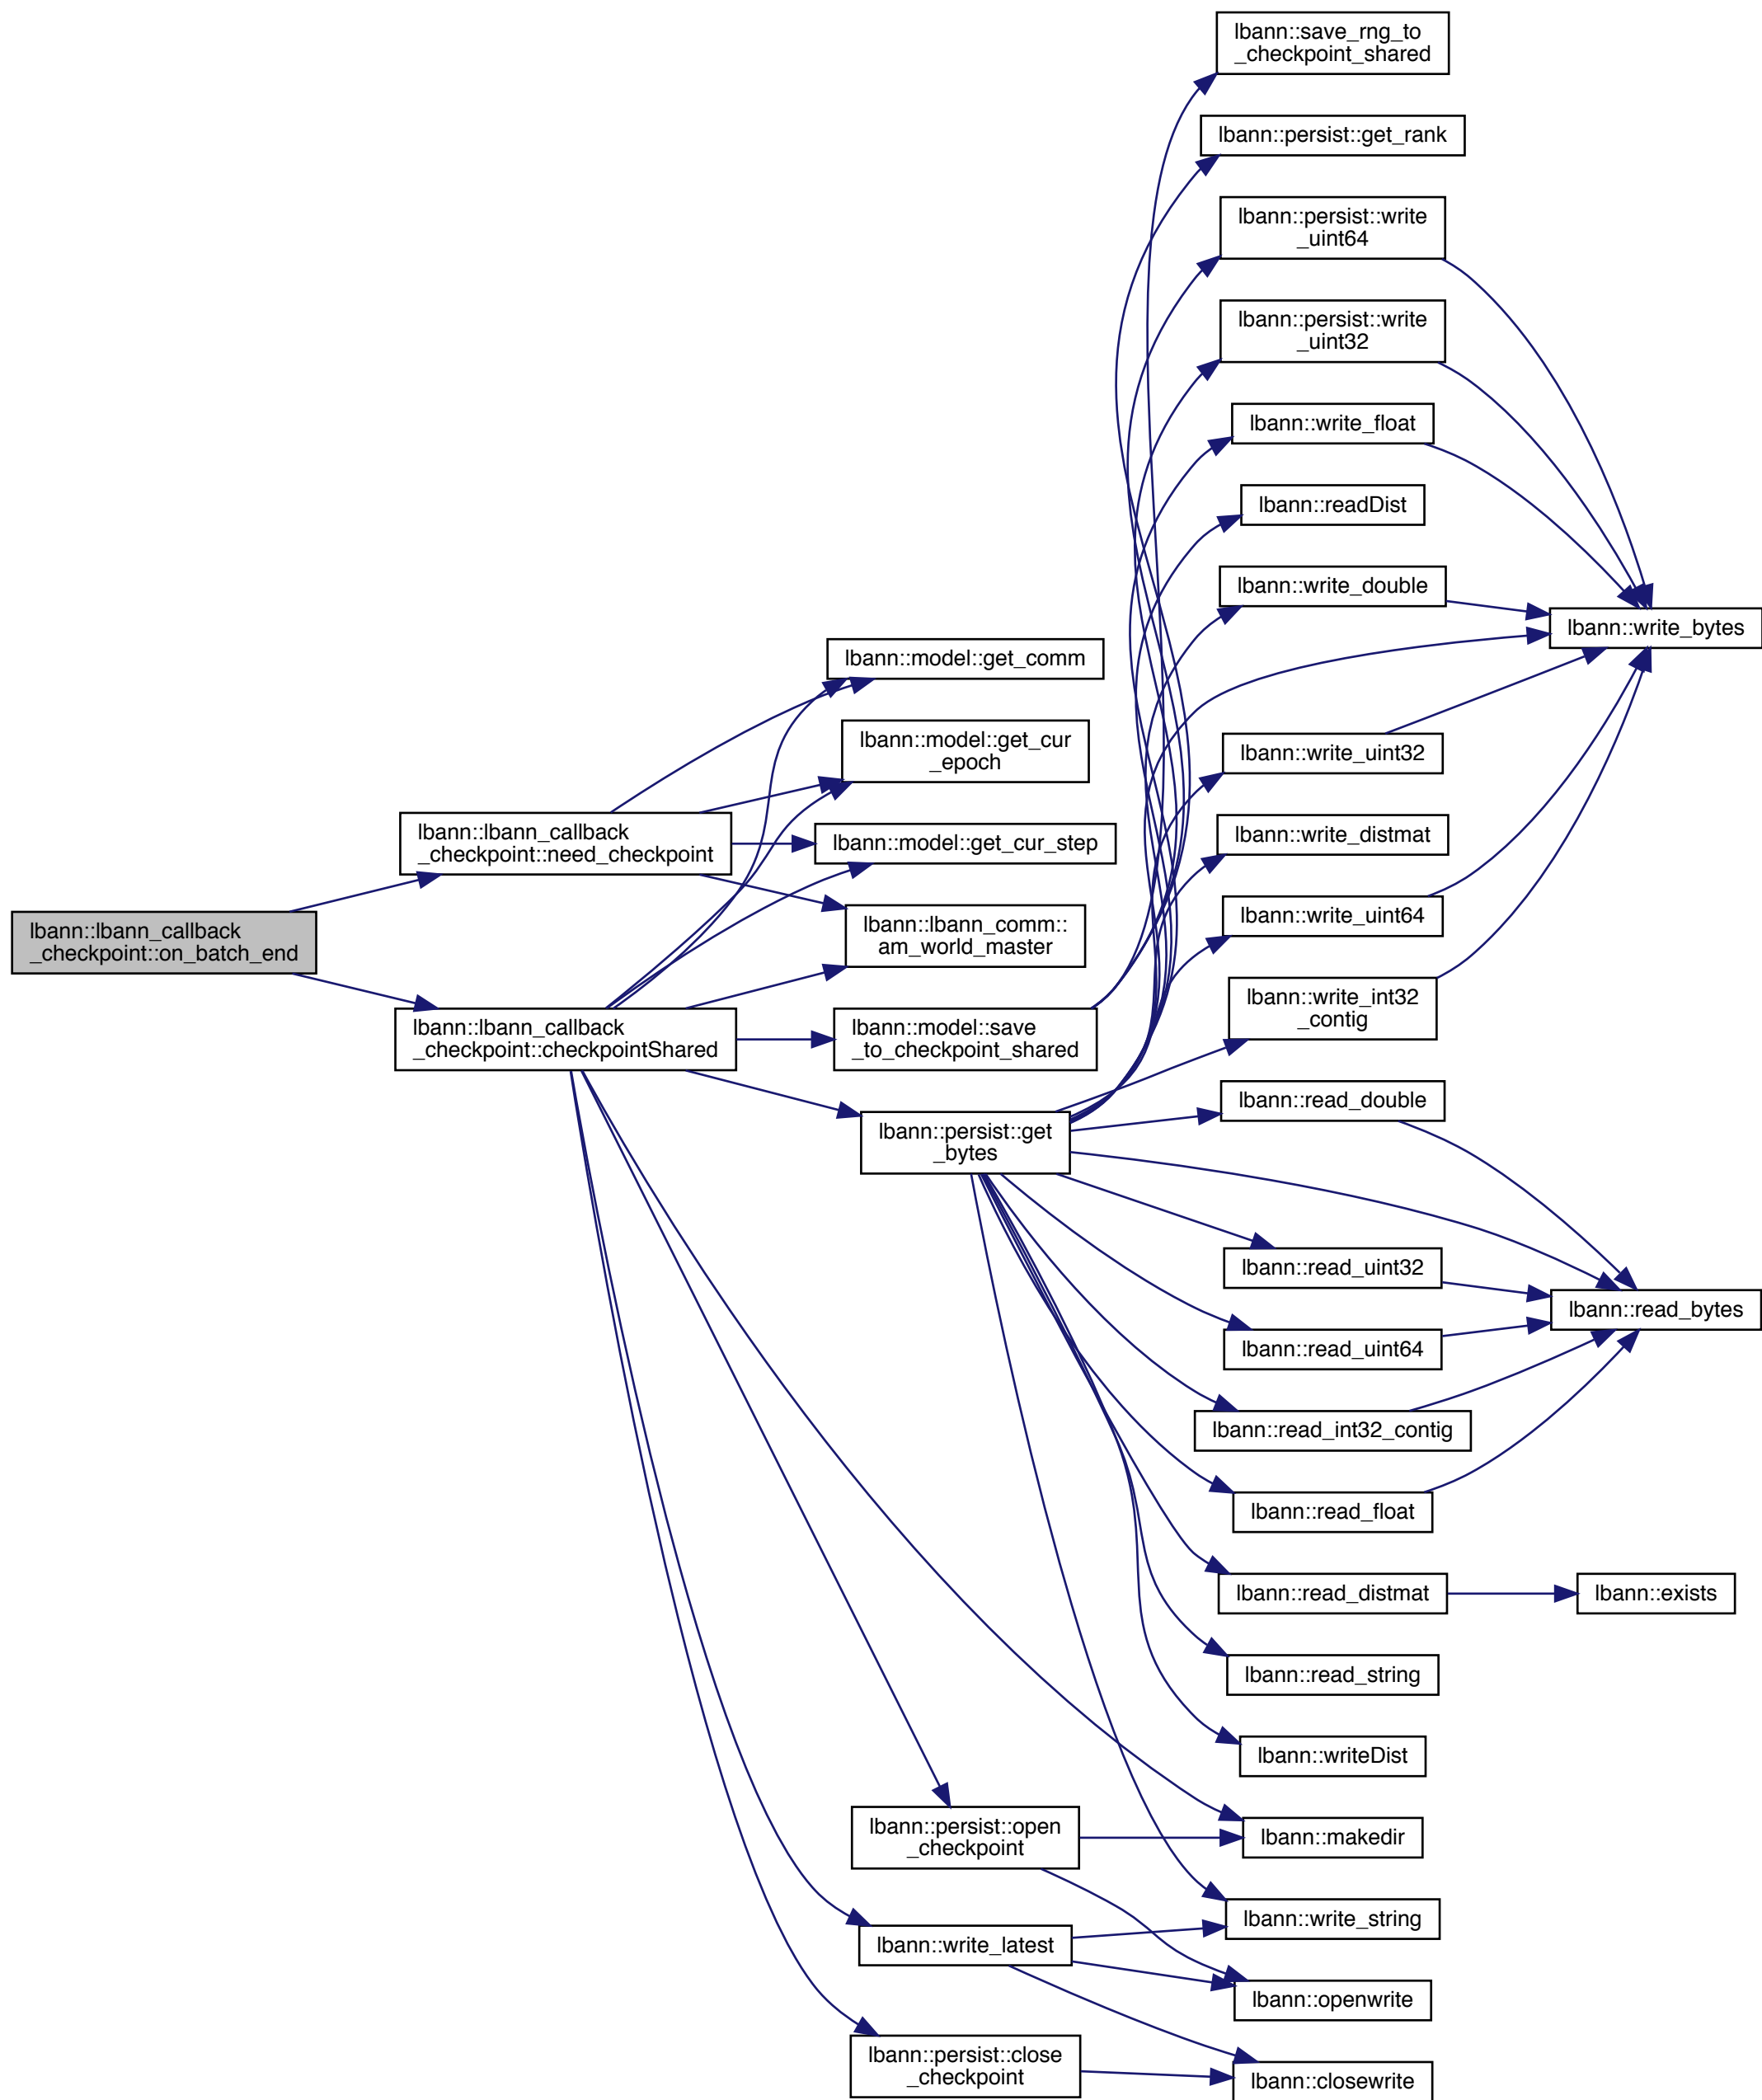 lbann::save_rng_to
_checkpoint_shared
lbann::persist::get_rank
lbann::persist::write
_uint64
lbann::persist::write
_uint32
lbann::write_float
lbann::readDist
lbann::write_double
lbann::write_bytes
lbann::model::get_comm
lbann::model::get_cur
_epoch
lbann::write_uint32
lbann::lbann_callback
_checkpoint::need_checkpoint
lbann::model::get_cur_step
lbann::write_distmat
lbann::lbann_callback
_checkpoint::on_batch_end
lbann::lbann_comm::
am_world_master
lbann::write_uint64
lbann::write_int32
_contig
lbann::lbann_callback
_checkpoint::checkpointShared
lbann::model::save
_to_checkpoint_shared
lbann::persist::get
_bytes
lbann::read_double
lbann::read_uint32
lbann::read_bytes
lbann::read_uint64
lbann::read_int32_contig
lbann::read_float
lbann::read_distmat
lbann::exists
lbann::read_string
lbann::writeDist
lbann::persist::open
_checkpoint
lbann::makedir
lbann::write_string
lbann::write_latest
lbann::openwrite
lbann::persist::close
_checkpoint
lbann::closewrite